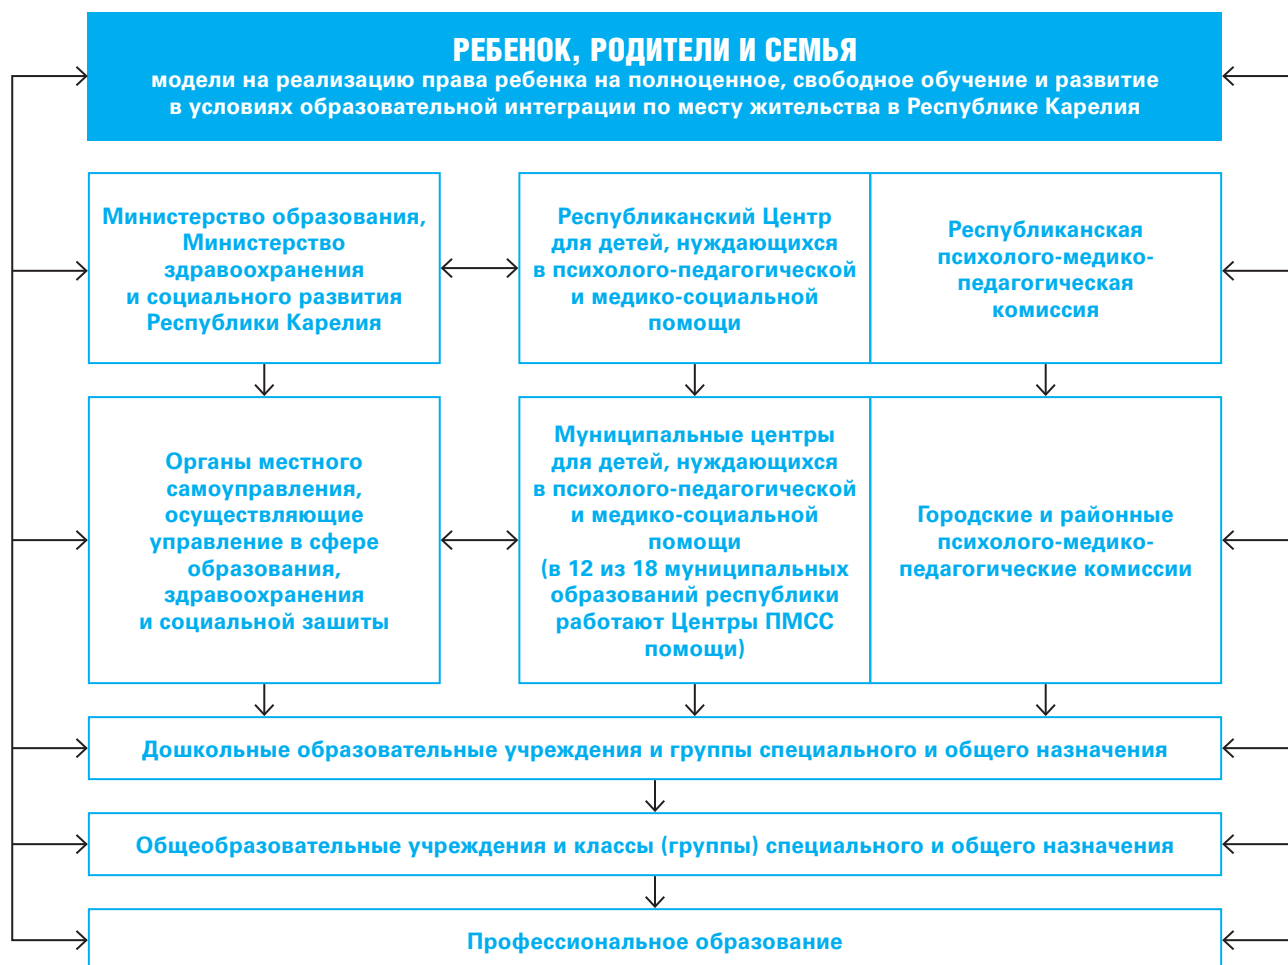 РЕБЕНОК, РОДИТЕЛИ И СЕМЬЯ
модели на реализацию права ребенка на полноценное, свободное обучение и развитие
в условиях образовательной интеграции по месту жительства в Республике Карелия
Министерство образования,
Министерство
здравоохранения
и социального развития
Республики Карелия
Республиканский Центр
для детей, нуждающихся
в психолого-педагогической
и медико-социальной
помощи
Республиканская
психолого-медико-
педагогическая
комиссия
Органы местного
самоуправления,
осуществляющие
управление в сфере
образования,
здравоохранения
и социальной зашиты
Муниципальные центры
для детей, нуждающихся
в психолого-педагогической
и медико-социальной
помощи
(в 12 из 18 муниципальных
образований республики
работают Центры ПМСС
помощи)
Городские и районные
психолого-медико-
педагогические комиссии
Дошкольные образовательные учреждения и группы специального и общего назначения
Общеобразовательные учреждения и классы (группы) специального и общего назначения
Профессиональное образование